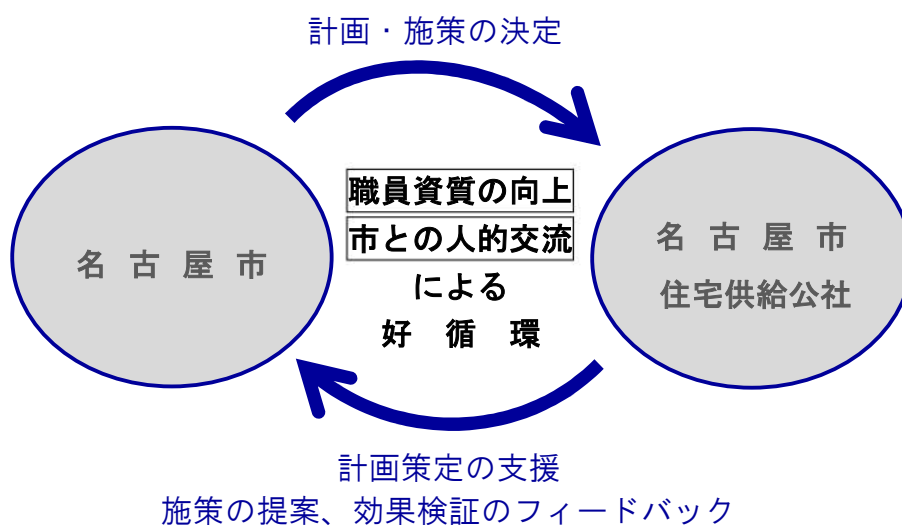 計画・施策の決定
名古屋市
職員資質の向上
市との人的交流
による
好循環
名古屋市
住宅供給公社
計画策定の支援
施策の提案、効果検証のフィードバック